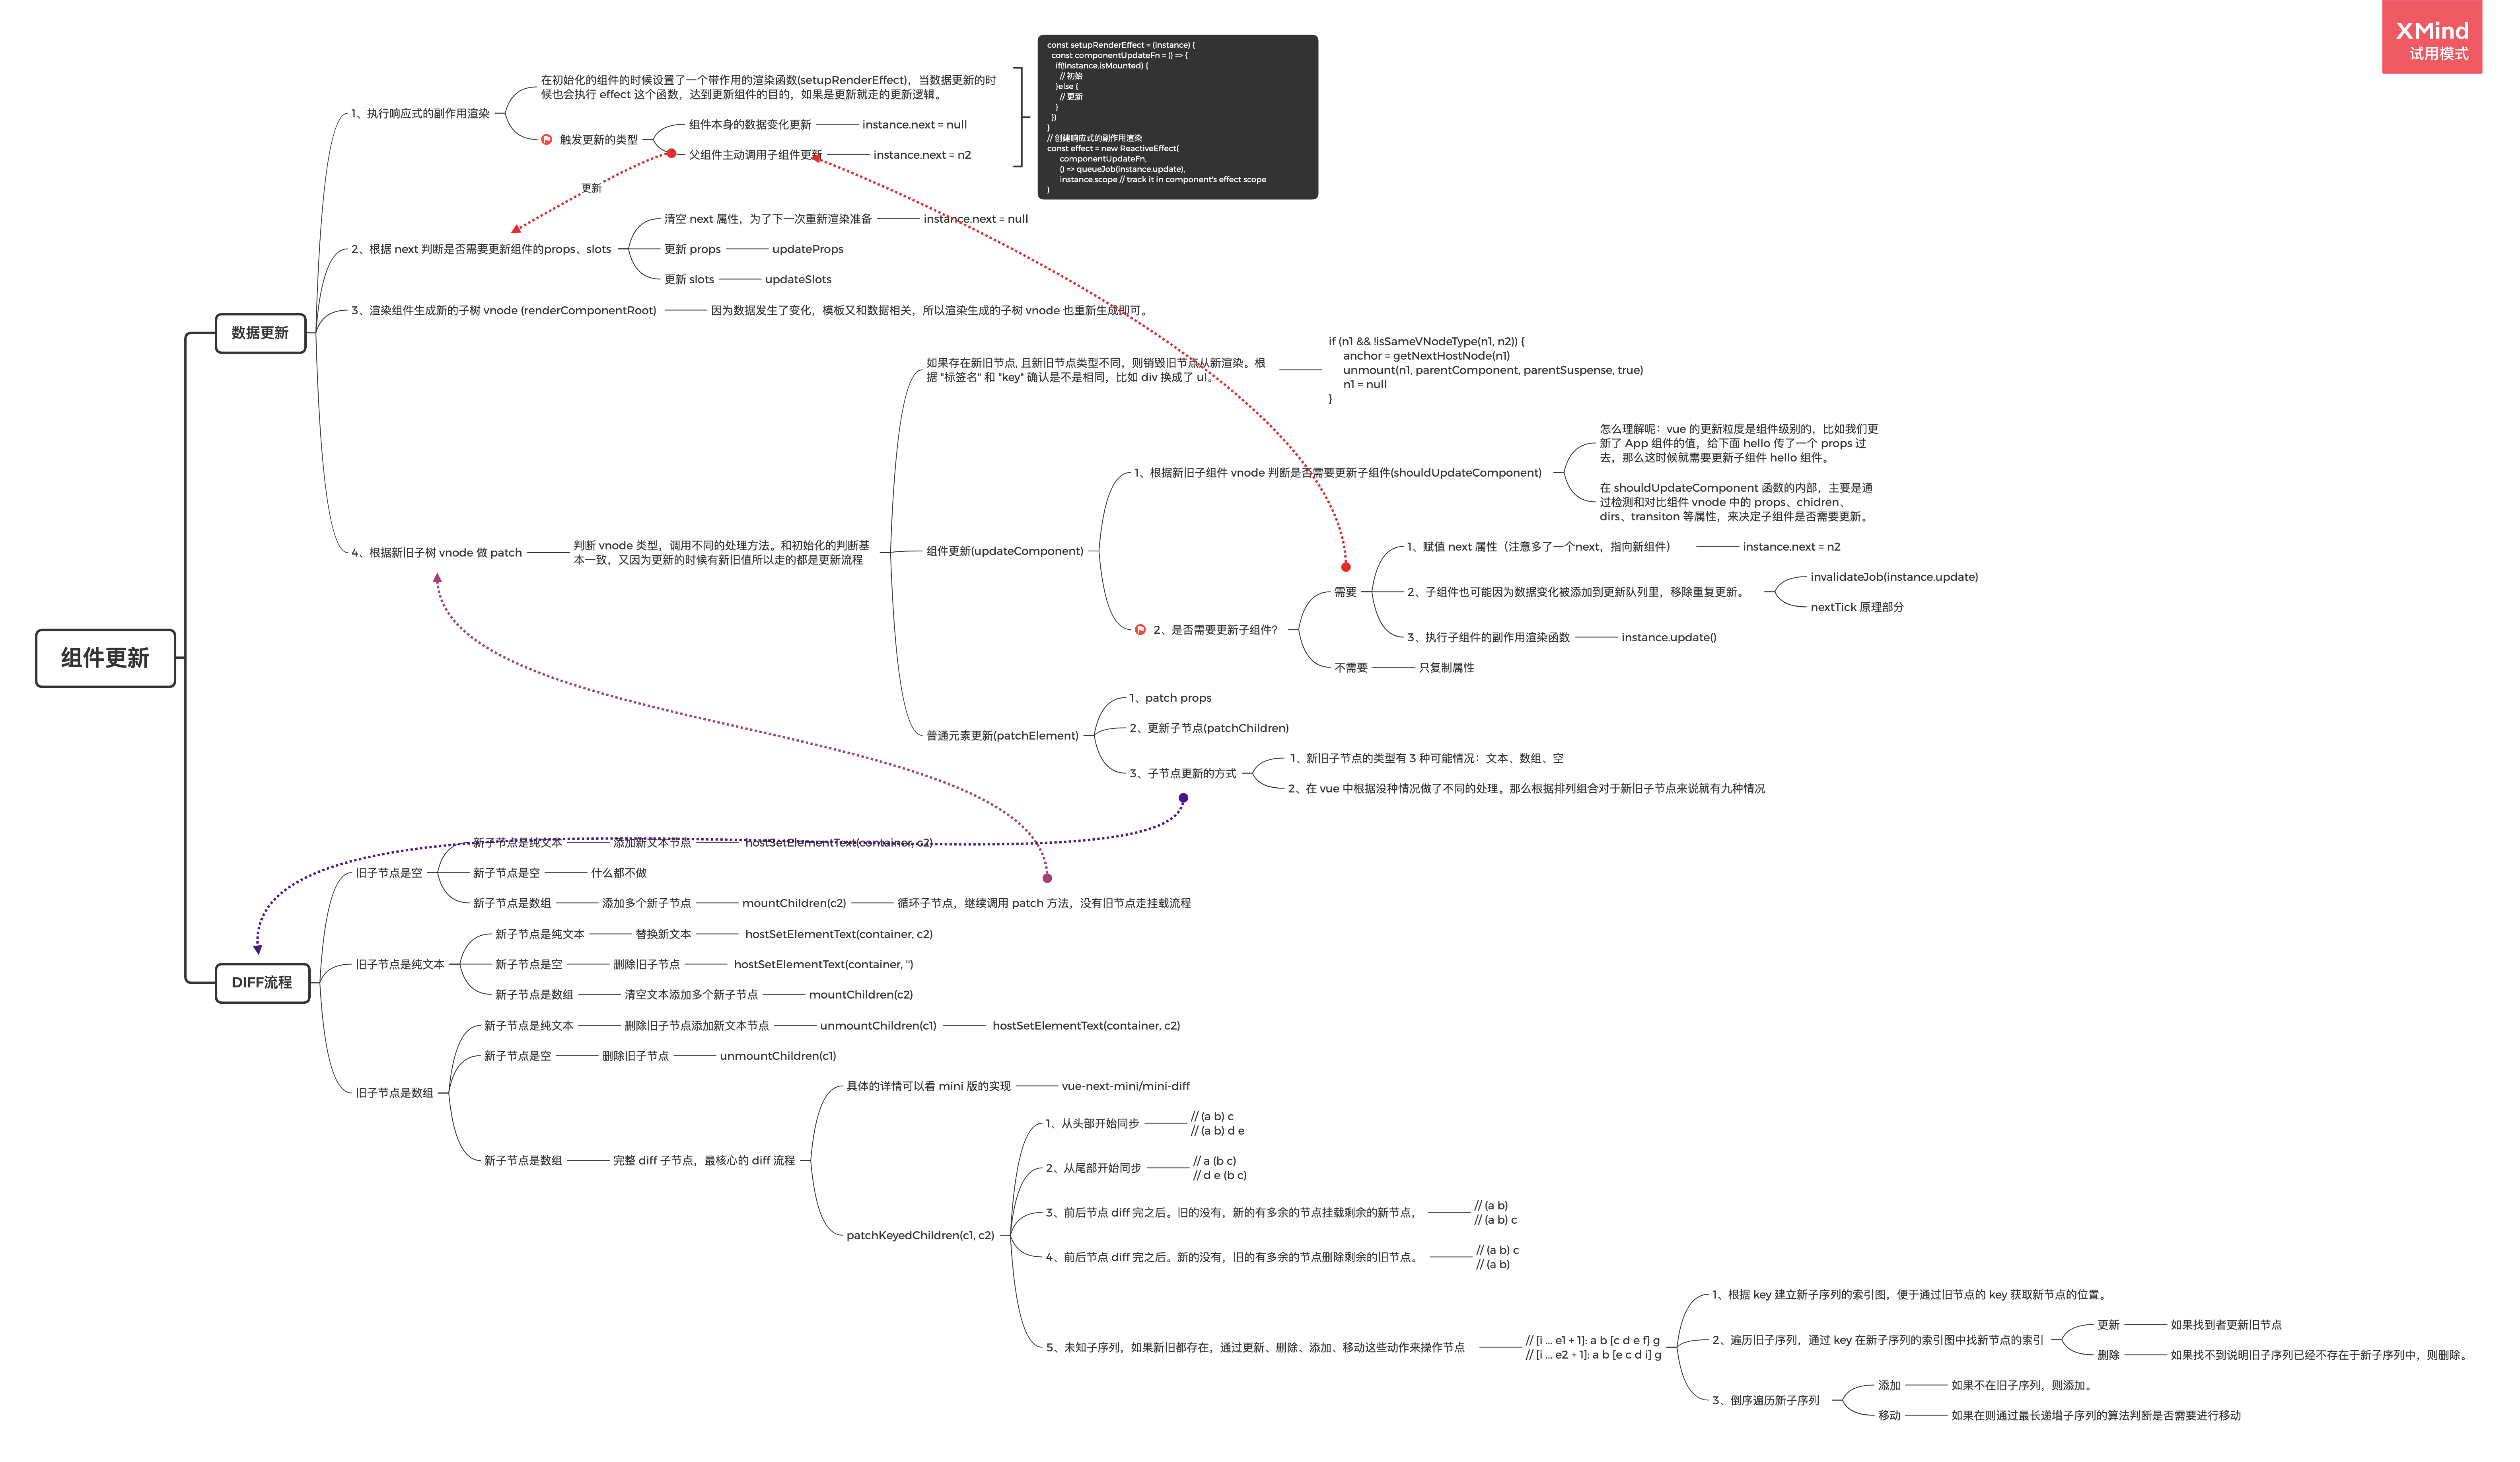 XMind
试用模式
组件更新
数据更新
1、执行响应式的副作用渲染
在初始化的组件的时候设置了一个带作用的渲染函数(setupRenderEffect)，当数据更新的时
候也会执行 effect 这个函数，达到更新组件的目的，如果是更新就走的更新逻辑。
触发更新的类型
组件本身的数据变化更新
instance.next = null
父组件主动调用子组件更新
instance.next = n2
const setupRenderEffect = (instance) {
const componentUpdateFn = () => {
if(!instance.isMounted) {
// 初始
}else {
// 更新
}
})
}
// 创建响应式的副作用渲染
const effect = new ReactiveEffect(
componentUpdateFn,
() => queueJob(instance.update),
instance.scope // track it in component's effect scope
)
更新
2、根据 next 判断是否需要更新组件的props、slots
清空 next 属性，为了下一次重新渲染准备
instance.next = null
更新 props
updateProps
更新 slots
updateSlots
3、渲染组件生成新的子树 vnode (renderComponentRoot)
因为数据发生了变化，模板又和数据相关，所以渲染生成的子树 vnode 也重新生成即可。
4、根据新旧子树 vnode 做 patch
判断 vnode 类型，调用不同的处理方法。和初始化的判断基
本一致，又因为更新的时候有新旧值所以走的都是更新流程
如果存在新旧节点, 且新旧节点类型不同，则销毁旧节点从新渲染。根
据 "标签名" 和 "key" 确认是不是相同，比如 div 换成了 ul。
if (n1 && !isSameVNodeType(n1, n2)) {
anchor = getNextHostNode(n1)
unmount(n1, parentComponent, parentSuspense, true)
n1 = null
}
组件更新(updateComponent)
1、根据新旧子组件 vnode 判断是否需要更新子组件(shouldUpdateComponent)
怎么理解呢：vue 的更新粒度是组件级别的，比如我们更
新了 App 组件的值，给下面 hello 传了一个 props 过
去，那么这时候就需要更新子组件 hello 组件。
在 shouldUpdateComponent 函数的内部，主要是通
过检测和对比组件 vnode 中的 props、chidren、
dirs、transiton 等属性，来决定子组件是否需要更新。
2、是否需要更新子组件？
需要
1、赋值 next 属性（注意多了一个next，指向新组件）
instance.next = n2
2、子组件也可能因为数据变化被添加到更新队列里，移除重复更新。
invalidateJob(instance.update)
nextTick 原理部分
3、执行子组件的副作用渲染函数
instance.update()
不需要
只复制属性
普通元素更新(patchElement)
1、patch props
2、更新子节点(patchChildren)
3、子节点更新的方式
1、新旧子节点的类型有 3 种可能情况：文本、数组、空
2、在 vue 中根据没种情况做了不同的处理。那么根据排列组合对于新旧子节点来说就有九种情况
DIFF流程
旧子节点是空
新子节点是纯文本
添加新文本节点
hostSetElementText(container, c2)
新子节点是空
什么都不做
新子节点是数组
添加多个新子节点
mountChildren(c2)
循环子节点，继续调用 patch 方法，没有旧节点走挂载流程
旧子节点是纯文本
新子节点是纯文本
替换新文本
hostSetElementText(container, c2)
新子节点是空
删除旧子节点
hostSetElementText(container, '')
新子节点是数组
清空文本添加多个新子节点
mountChildren(c2)
旧子节点是数组
新子节点是纯文本
删除旧子节点添加新文本节点
unmountChildren(c1)
hostSetElementText(container, c2)
新子节点是空
删除旧子节点
unmountChildren(c1)
新子节点是数组
完整 diff 子节点，最核心的 diff 流程
具体的详情可以看 mini 版的实现
vue-next-mini/mini-diff
patchKeyedChildren(c1, c2)
1、从头部开始同步
// (a b) c
// (a b) d e
2、从尾部开始同步
// a (b c)
// d e (b c)
3、前后节点 diff 完之后。旧的没有，新的有多余的节点挂载剩余的新节点，
// (a b)
// (a b) c
4、前后节点 diff 完之后。新的没有，旧的有多余的节点删除剩余的旧节点。
// (a b) c
// (a b)
5、未知子序列，如果新旧都存在，通过更新、删除、添加、移动这些动作来操作节点
// [i ... e1 + 1]: a b [c d e f] g
// [i ... e2 + 1]: a b [e c d i] g
1、根据 key 建立新子序列的索引图，便于通过旧节点的 key 获取新节点的位置。
2、遍历旧子序列，通过 key 在新子序列的索引图中找新节点的索引
更新
如果找到者更新旧节点
删除
如果找不到说明旧子序列已经不存在于新子序列中，则删除。
3、倒序遍历新子序列
添加
如果不在旧子序列，则添加。
移动
如果在则通过最长递增子序列的算法判断是否需要进行移动